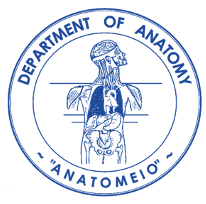 DEPARTMENT OF ANATOMY
~ "ANATOMEIO" ~